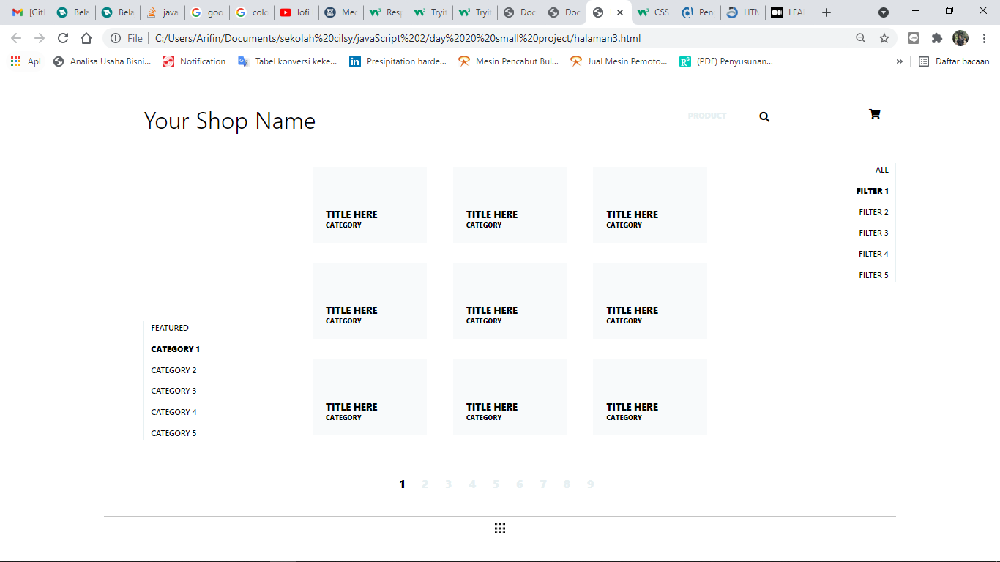 [Gitl Bela Bela java goo colo lofi Mec Resp Tryit Tryit Doc Doc CSS Pen HTN LEA
File C:/Users/Arifin/Documents/sekolah%20cilsy/javaScript%202/day%2020%20small%20project/halaman3.html
Apl Analisa Usaha Bisni... Notification Tabel konversi keke... Presipitation harde... Mesin Pencabut Bul... Jual Mesin Pemoto... (PDF) Penyusunan... » Daftar bacaan
Your Shop Name
PRODUCT
ALL
FILTER 1
FILTER 2
FILTER 3
FILTER 4
FILTER 5
TITLE HERE TITLE HERE TITLE HERE
CATEGORY CATEGORY CATEGORY
TITLE HERE TITLE HERE TITLE HERE
CATEGORY CATEGORY CATEGORY
TITLE HERE TITLE HERE TITLE HERE
CATEGORY CATEGORY CATEGORY
FEATURED
CATEGORY 1
CATEGORY 2
CATEGORY 3
CATEGORY 4
CATEGORY 5
1 2 3 4 5 6 7 8 9